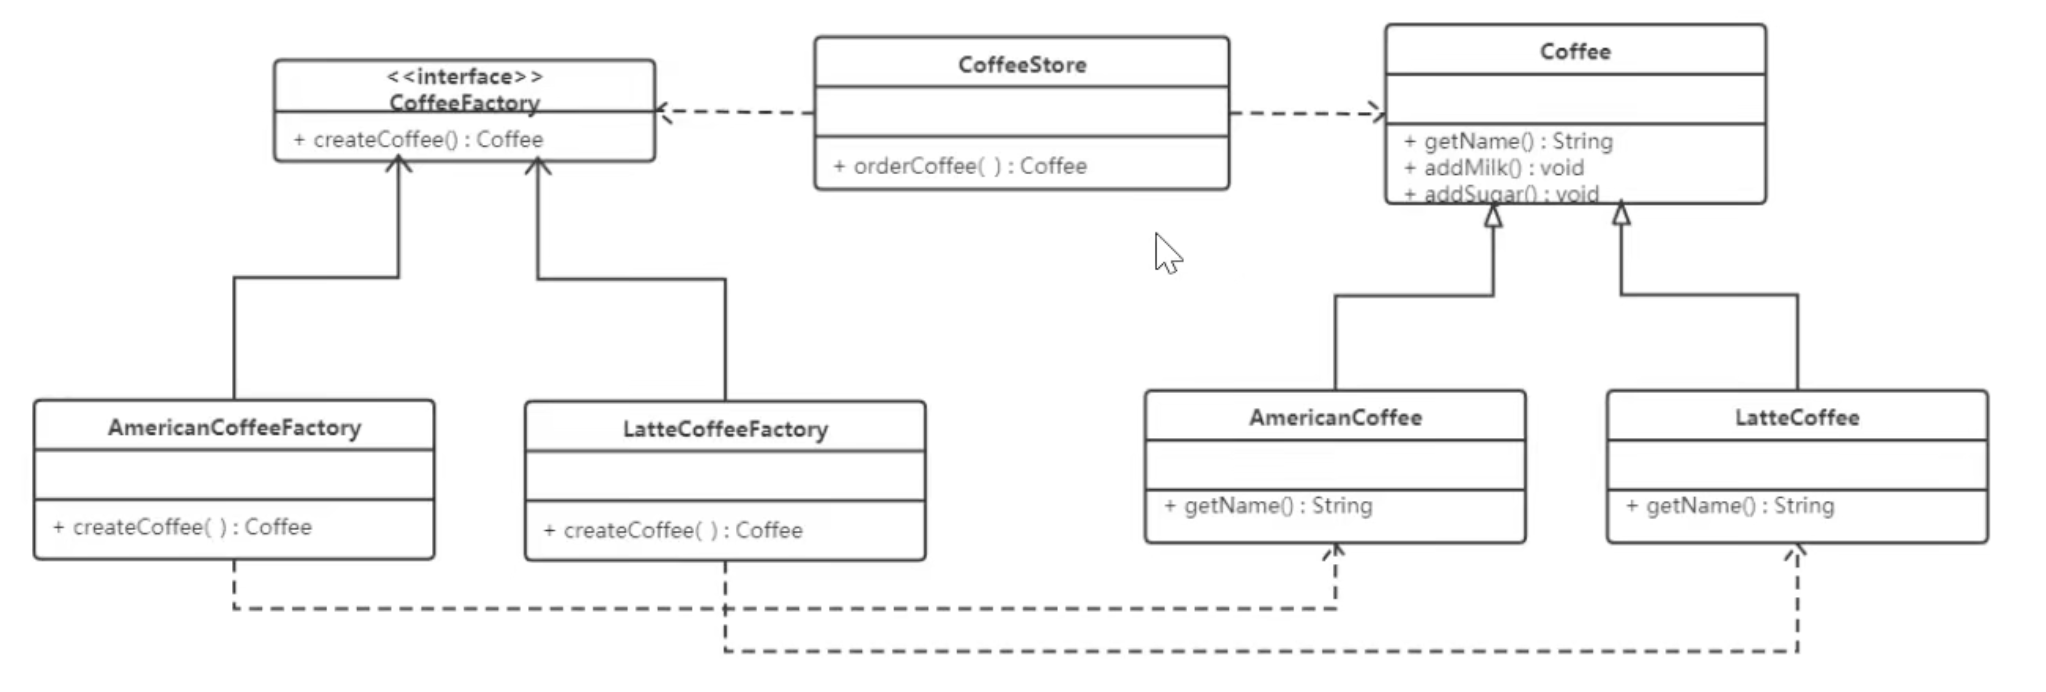 <<interface>>
CoffeeFactory
+ createCoffee() : Coffee
CoffeeStore
+ orderCoffee( ) : Coffee
Coffee
+ getName() : String
+ addMilk() : void
+ addSugar() : void
AmericanCoffeeFactory
+ createCoffee( ) : Coffee
LatteCoffeeFactory
+ createCoffee( ) : Coffee
AmericanCoffee
+ getName() : String
LatteCoffee
+ getName() : String